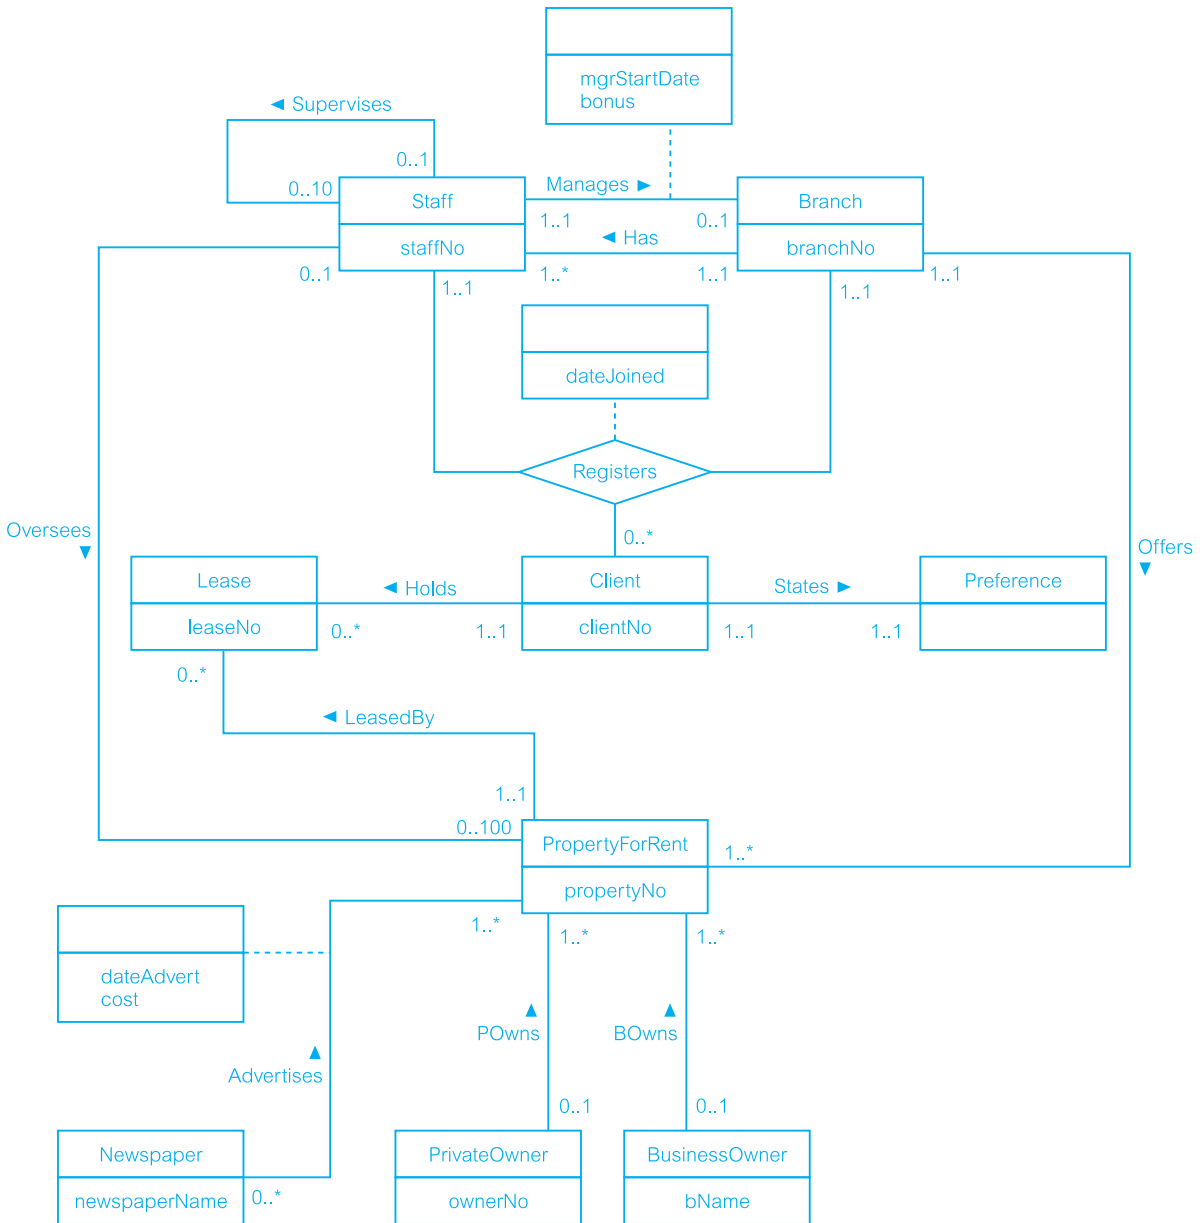 mgrStartDate
bonus
◄ Supervises
0..1
0..10
Staff
staffNo
Manages ►
1..1
0..1
Branch
branchNo
◄ Has
1..*
1..1
0..1
1..1
1..1
1..1
dateJoined
Registers
0..*
Oversees
▼
Offers
▼
Lease
leaseNo
◄ Holds
0..*
1..1
Client
clientNo
States ►
1..1
1..1
Preference
0..*
◄ LeasedBy
1..1
0..100
PropertyForRent
propertyNo
1..*
1..*
1..*
1..*
dateAdvert
cost
▲
POwns
▲
BOwns
▲
Advertises
0..1
0..1
Newspaper
newspaperName
0..*
PrivateOwner
ownerNo
BusinessOwner
bName